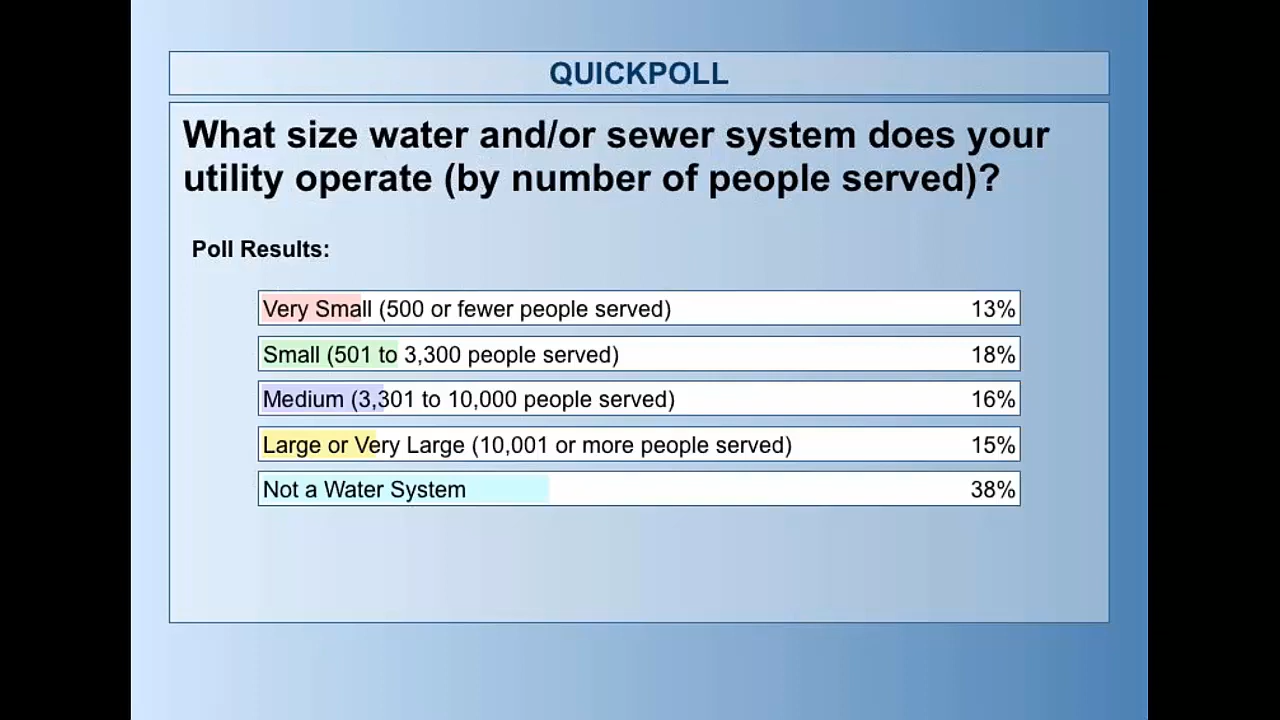 QUICKPOLL
What size water and/or sewer system does your
utility operate (by number of people served)?
Poll Results:
Very Small (500 or fewer people served) 13%
Small (501 to 3,300 people served) 18%
Medium (3,301 to 10,000 people served) 16%
Large or Very Large (10,001 or more people served) 15%
Not a Water System 38%